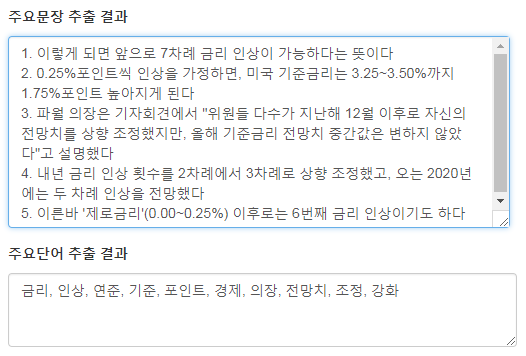 주요문장 추출 결과
1. 이렇게 되면 앞으로 7차례 금리 인상이 가능하다는 뜻이다
2. 0.25%포인트씩 인상을 가정하면, 미국 기준금리는 3.25~3.50%까지
1.75%포인트 높아지게 된다
3. 파월 의장은 기자회견에서 "위원들 다수가 지난해 12월 이후로 자신의
전망치를 상향 조정했지만, 올해 기준금리 전망치 중간값은 변하지 않았
다"고 설명했다
4. 내년 금리 인상 횟수를 2차례에서 3차례로 상향 조정했고, 오는 2020년
에는 두 차례 인상을 전망했다
5. 이른바 '제로금리'(0.00~0.25%) 이후로는 6번째 금리 인상이기도 하다
주요단어 추출 결과
금리, 인상, 연준, 기준, 포인트, 경제, 의장, 전망치, 조정, 강화